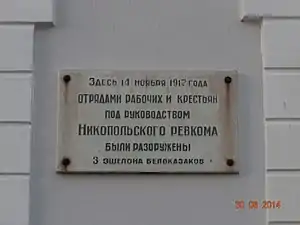 Здесь 14 ноября 1917 года
отрядами рабочих и крестьян
под руководством
Никопольского ревкома
были разоружены
3 эшелона белоказаков
30 08 2014